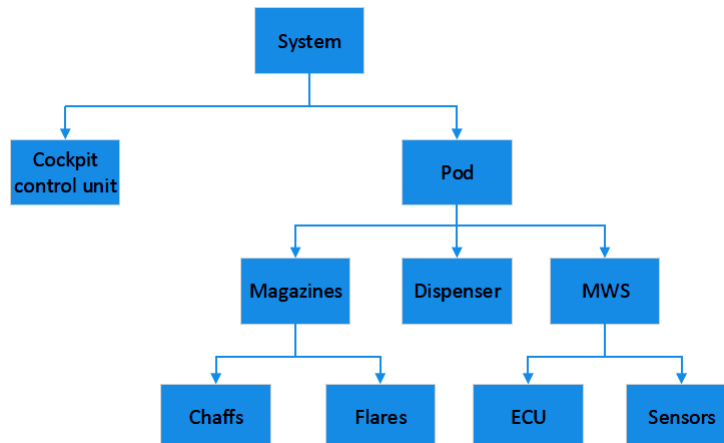 System
Cockpit
control unit
Pod
Magazines
Dispenser
MWS
Chaffs
Flares
ECU
Sensors